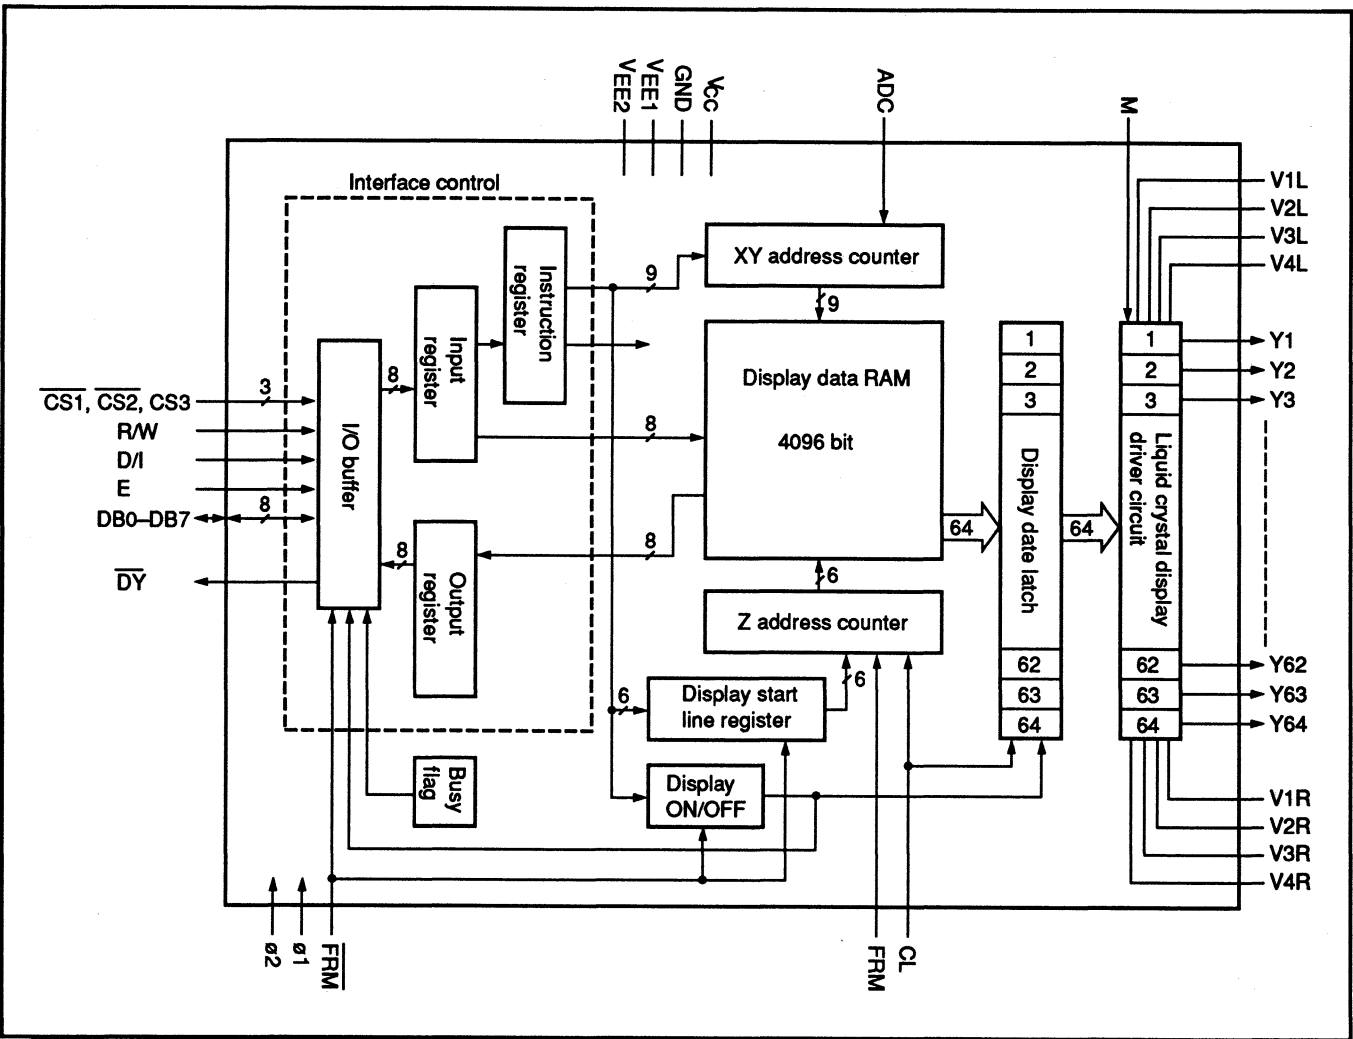 VEE2
VEE1
GND
VCC
ADC
M
Interface control
V1L
V2L
V3L
V4L
XY address counter
Instruction
register
9
9
Input
register
8
I/O buffer
Display data RAM
4096 bit
1
2
3
1
2
3
Y1
Y2
Y3
C̅S̅1̅, C̅S̅2̅, CS3
3
R/W
D/I
E
DB0–DB7
8
D̅Y̅
8
8
8
Output
register
64
Display date latch
64
Liquid crystal display
driver circuit
6
Z address counter
6
6
Display start
line register
62
63
64
62
63
64
Y62
Y63
Y64
Busy
flag
Display
ON/OFF
V1R
V2R
V3R
V4R
ø2
ø1
F̅R̅M̅
FRM
CL